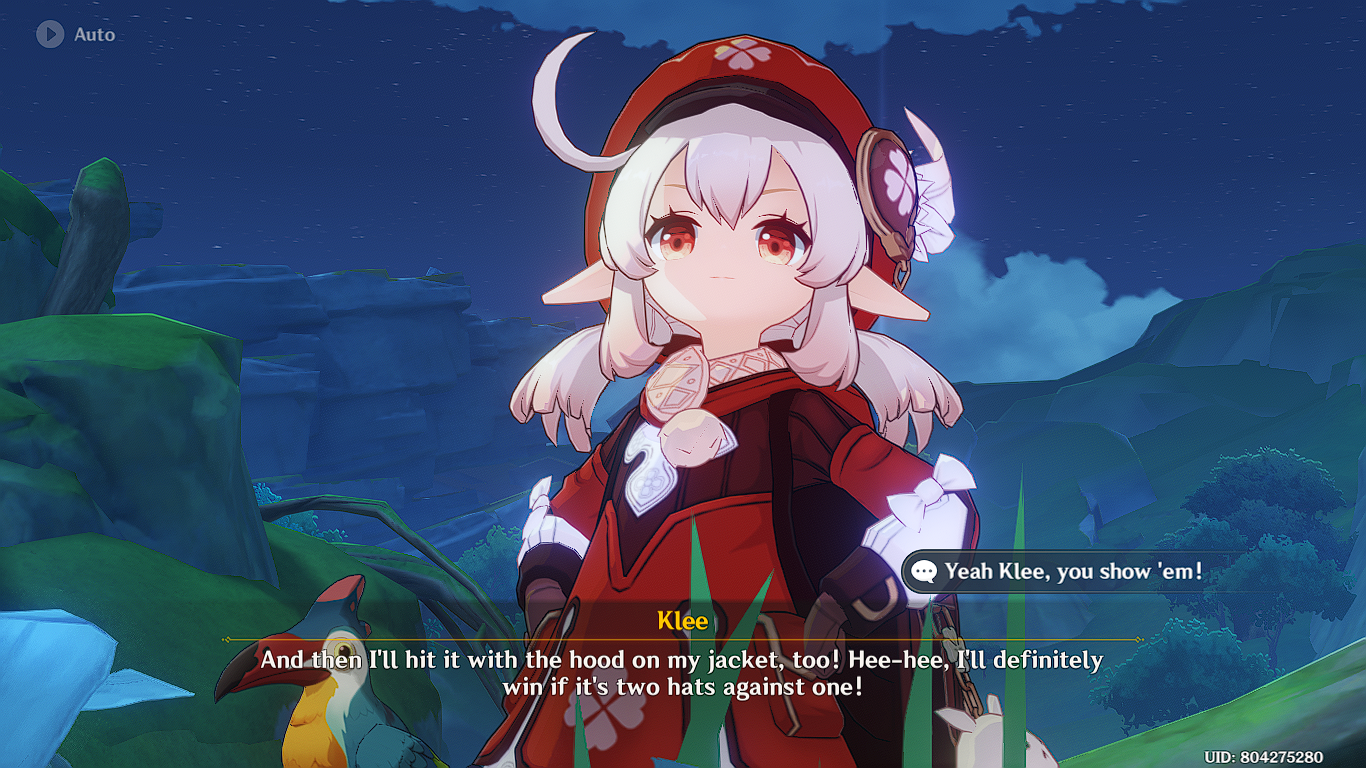 Auto
Yeah Klee, you show 'em!
Klee
And then I'll hit it with the hood on my jacket, too! Hee-hee, I'll definitely
win if it's two hats against one!
UID: 804275280